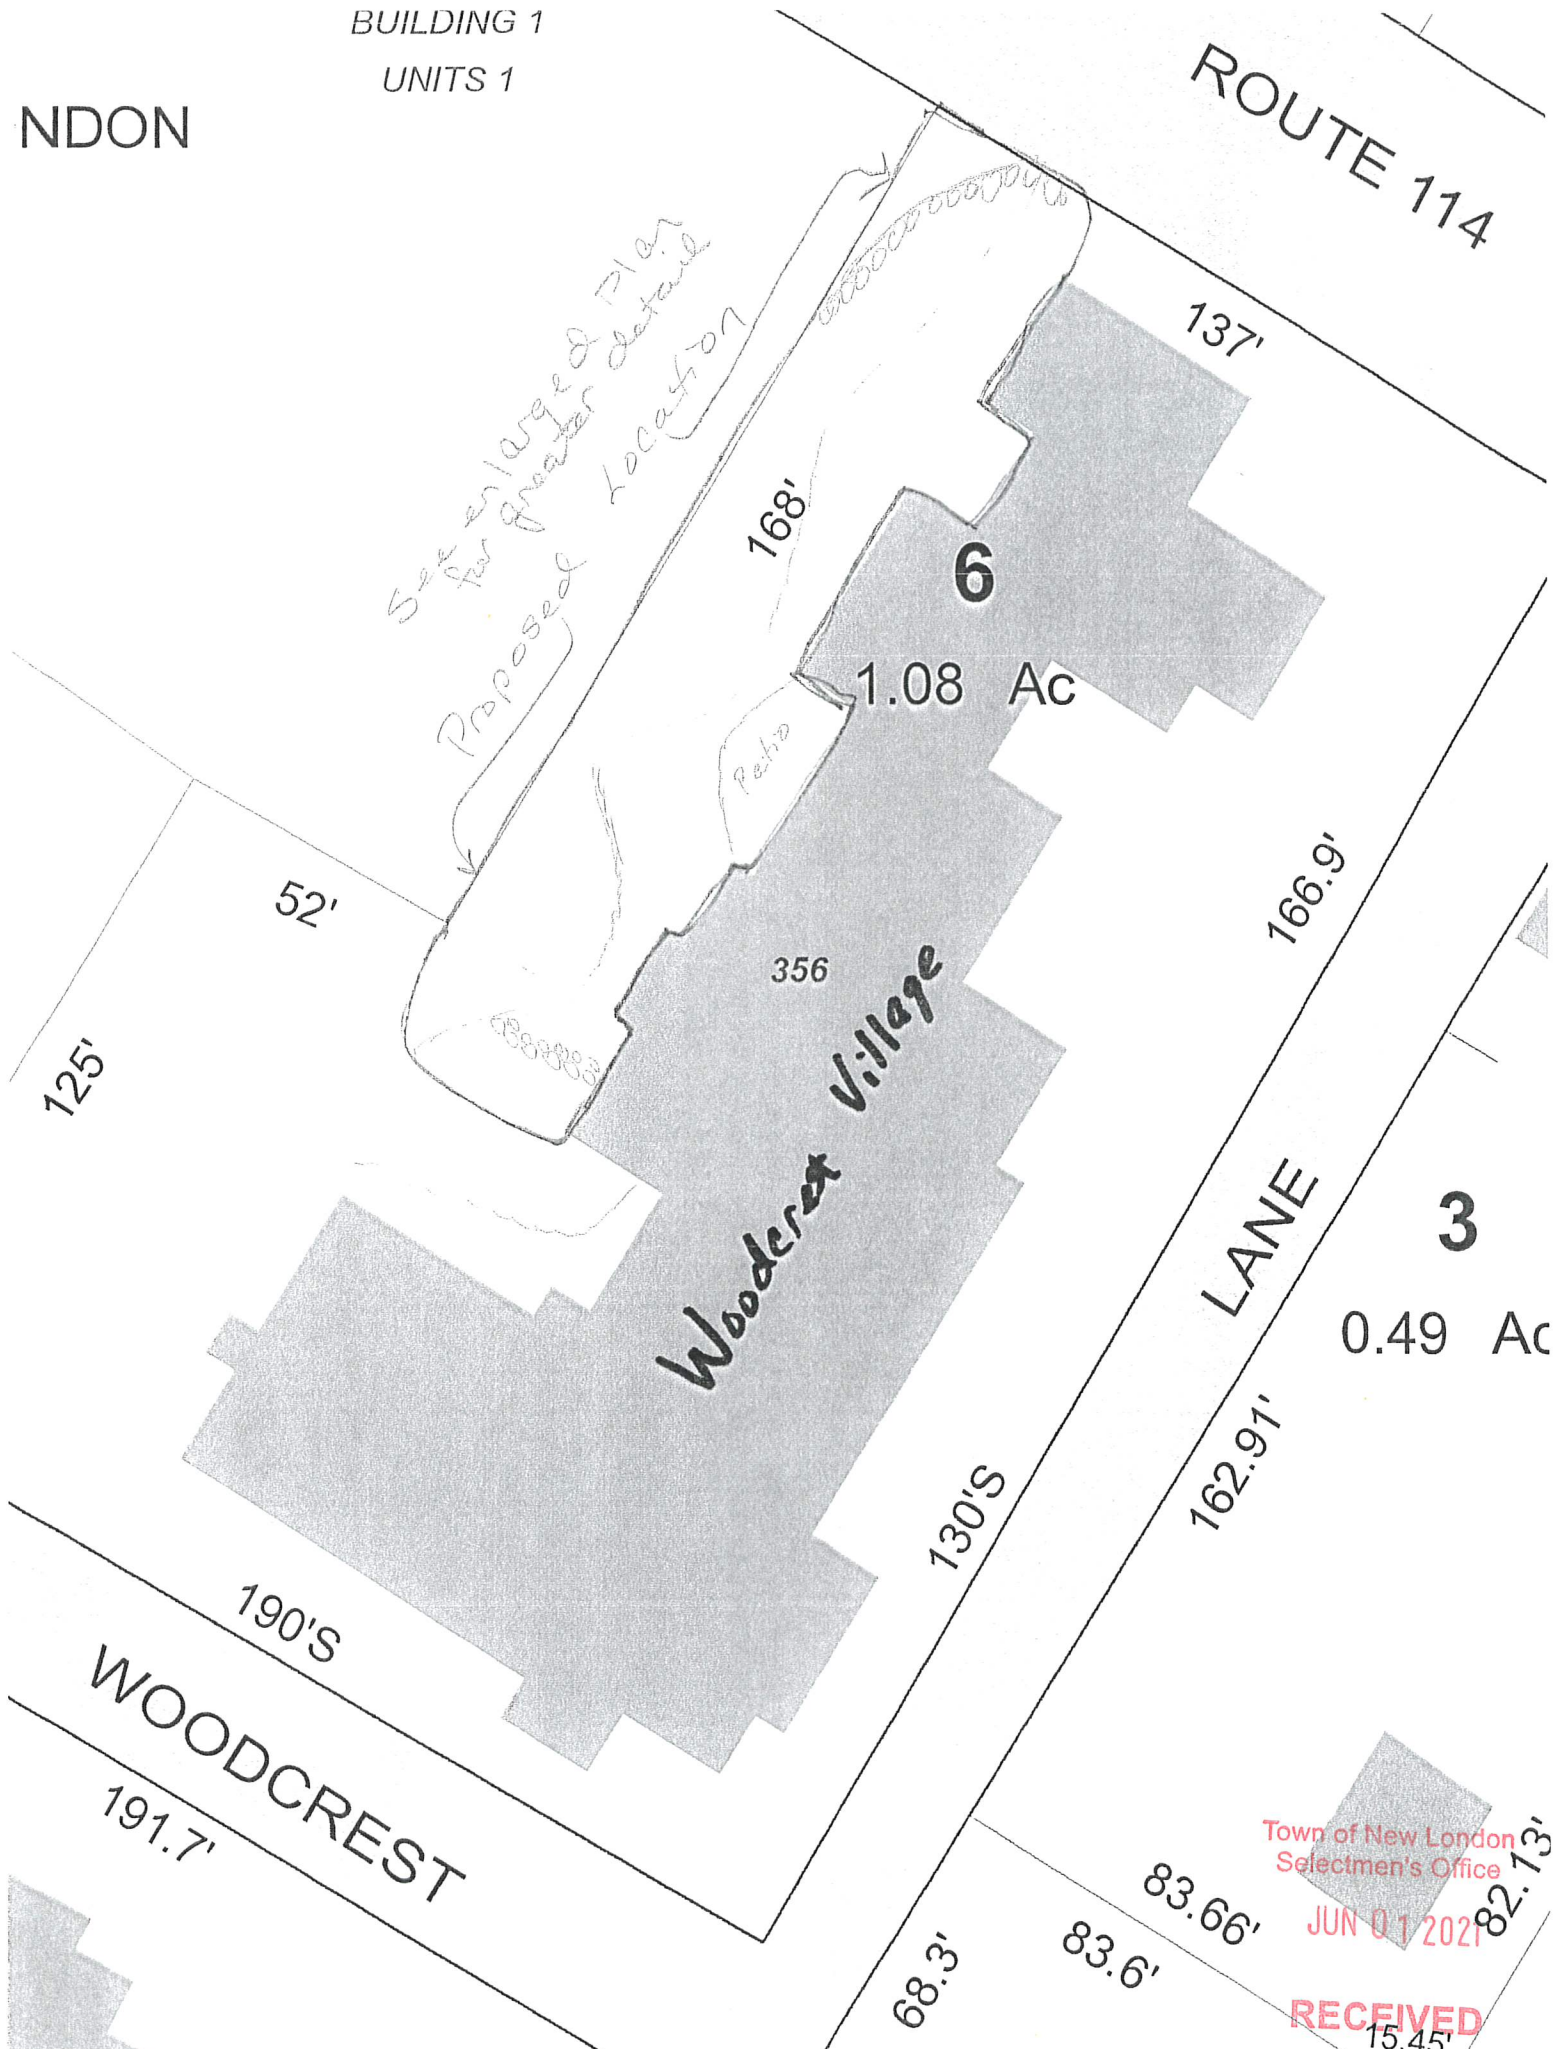 BUILDING 1
UNITS 1
NDON
ROUTE 114
137'
See enlarged Plan
for greater detail
Proposed Location
168'
6
1.08 Ac
Patio
52'
125'
356
Woodcrest Village
166.9'
LANE
3
0.49 Ac
162.91'
130'S
190'S
WOODCREST
191.7'
Town of New London
Selectmen's Office
JUN 01 2021
RECEIVED
82.13'
83.66'
83.6'
68.3'
15.45'